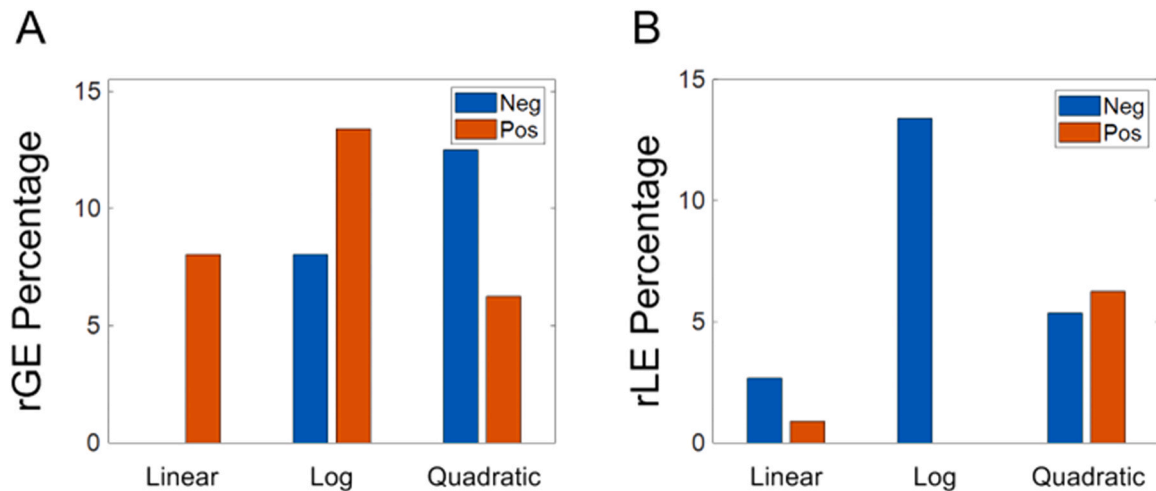 A
rGE Percentage
15
10
5
0
Neg
Pos
Linear Log Quadratic
B
rLE Percentage
15
10
5
0
Neg
Pos
Linear Log Quadratic